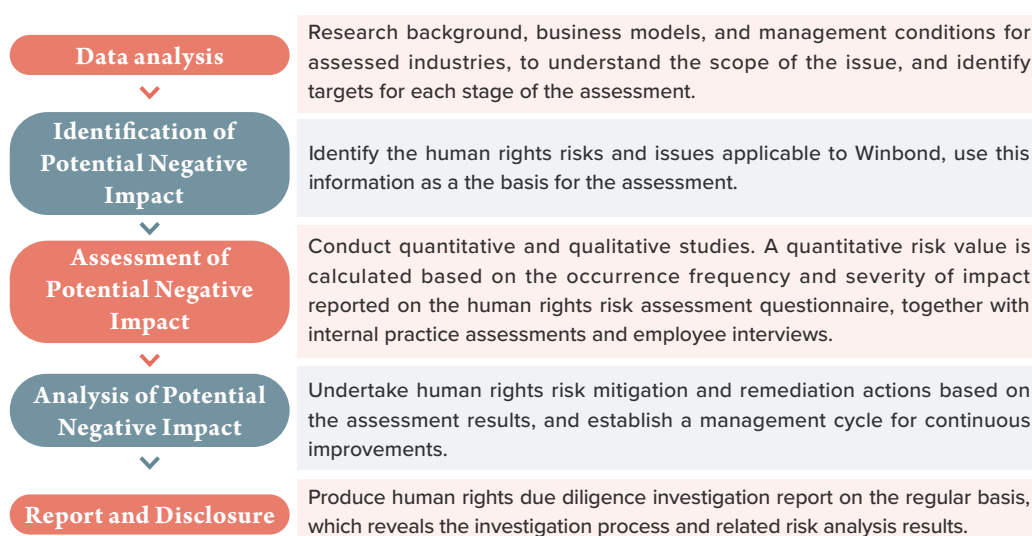 Data analysis
Research background, business models, and management conditions for
assessed industries, to understand the scope of the issue, and identify
targets for each stage of the assessment.
Identification of
Potential Negative
Impact
Identify the human rights risks and issues applicable to Winbond, use this
information as a the basis for the assessment.
Assessment of
Potential Negative
Impact
Conduct quantitative and qualitative studies. A quantitative risk value is
calculated based on the occurrence frequency and severity of impact
reported on the human rights risk assessment questionnaire, together with
internal practice assessments and employee interviews.
Analysis of Potential
Negative Impact
Undertake human rights risk mitigation and remediation actions based on
the assessment results, and establish a management cycle for continuous
improvements.
Report and Disclosure
Produce human rights due diligence investigation report on the regular basis,
which reveals the investigation process and related risk analysis results.